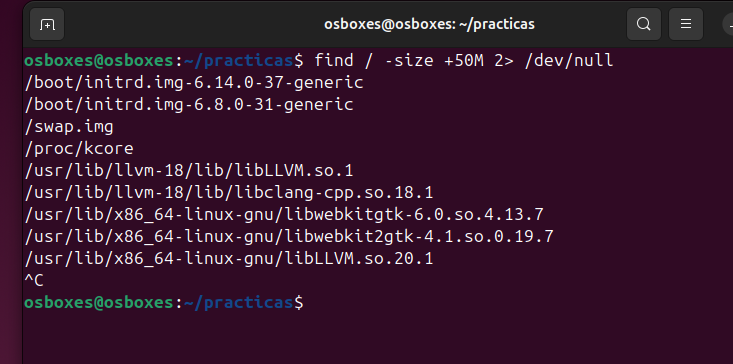 osboxes@osboxes: ~/practicas
osboxes@osboxes:~/practicas$ find / -size +50M 2> /dev/null
/boot/initrd.img-6.14.0-37-generic
/boot/initrd.img-6.8.0-31-generic
/swap.img
/proc/kcore
/usr/lib/llvm-18/lib/libLLVM.so.1
/usr/lib/llvm-18/lib/libclang-cpp.so.18.1
/usr/lib/x86_64-linux-gnu/libwebkitgtk-6.0.so.4.13.7
/usr/lib/x86_64-linux-gnu/libwebkit2gtk-4.1.so.0.19.7
/usr/lib/x86_64-linux-gnu/libLLVM.so.20.1
^C
osboxes@osboxes:~/practicas$